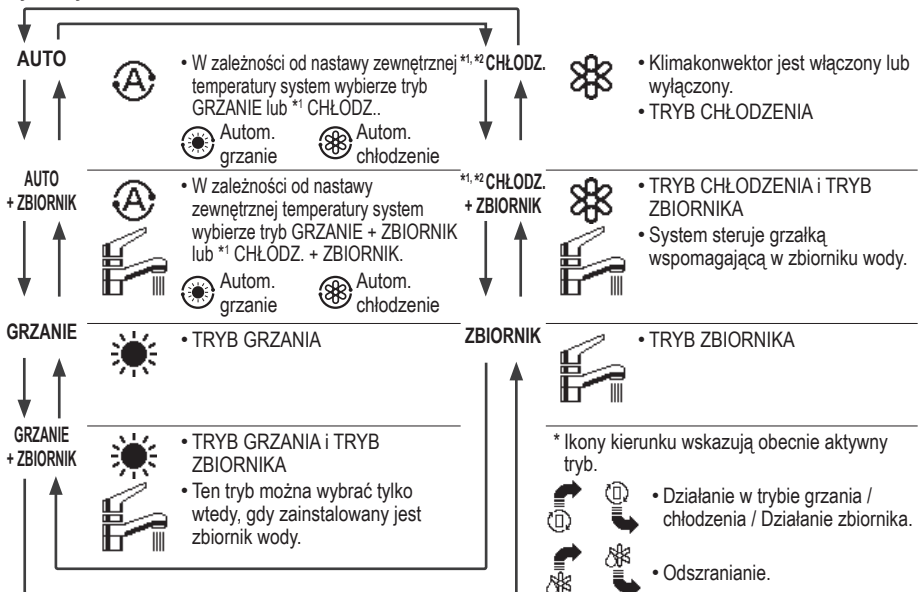 AUTO
• W zależności od nastawy zewnętrznej
temperatury system wybierze tryb
GRZANIE lub *1 CHŁODZ..
Autom.
grzanie
Autom.
chłodzenie
*1, *2 CHŁODZ.
• Klimakonwektor jest włączony lub
wyłączony.
• TRYB CHŁODZENIA
AUTO
+ ZBIORNIK
• W zależności od nastawy
zewnętrznej temperatury system
wybierze tryb GRZANIE + ZBIORNIK
lub *1 CHŁODZ. + ZBIORNIK.
Autom.
grzanie
Autom.
chłodzenie
*1, *2 CHŁODZ.
+ ZBIORNIK
• TRYB CHŁODZENIA i TRYB
ZBIORNIKA
• System steruje grzałką
wspomagającą w zbiorniku wody.
GRZANIE
• TRYB GRZANIA
ZBIORNIK
• TRYB ZBIORNIKA
GRZANIE
+ ZBIORNIK
• TRYB GRZANIA i TRYB
ZBIORNIKA
• Ten tryb można wybrać tylko
wtedy, gdy zainstalowany jest
zbiornik wody.
* Ikony kierunku wskazują obecnie aktywny
tryb.
• Działanie w trybie grzania /
chłodzenia / Działanie zbiornika.
• Odszranianie.